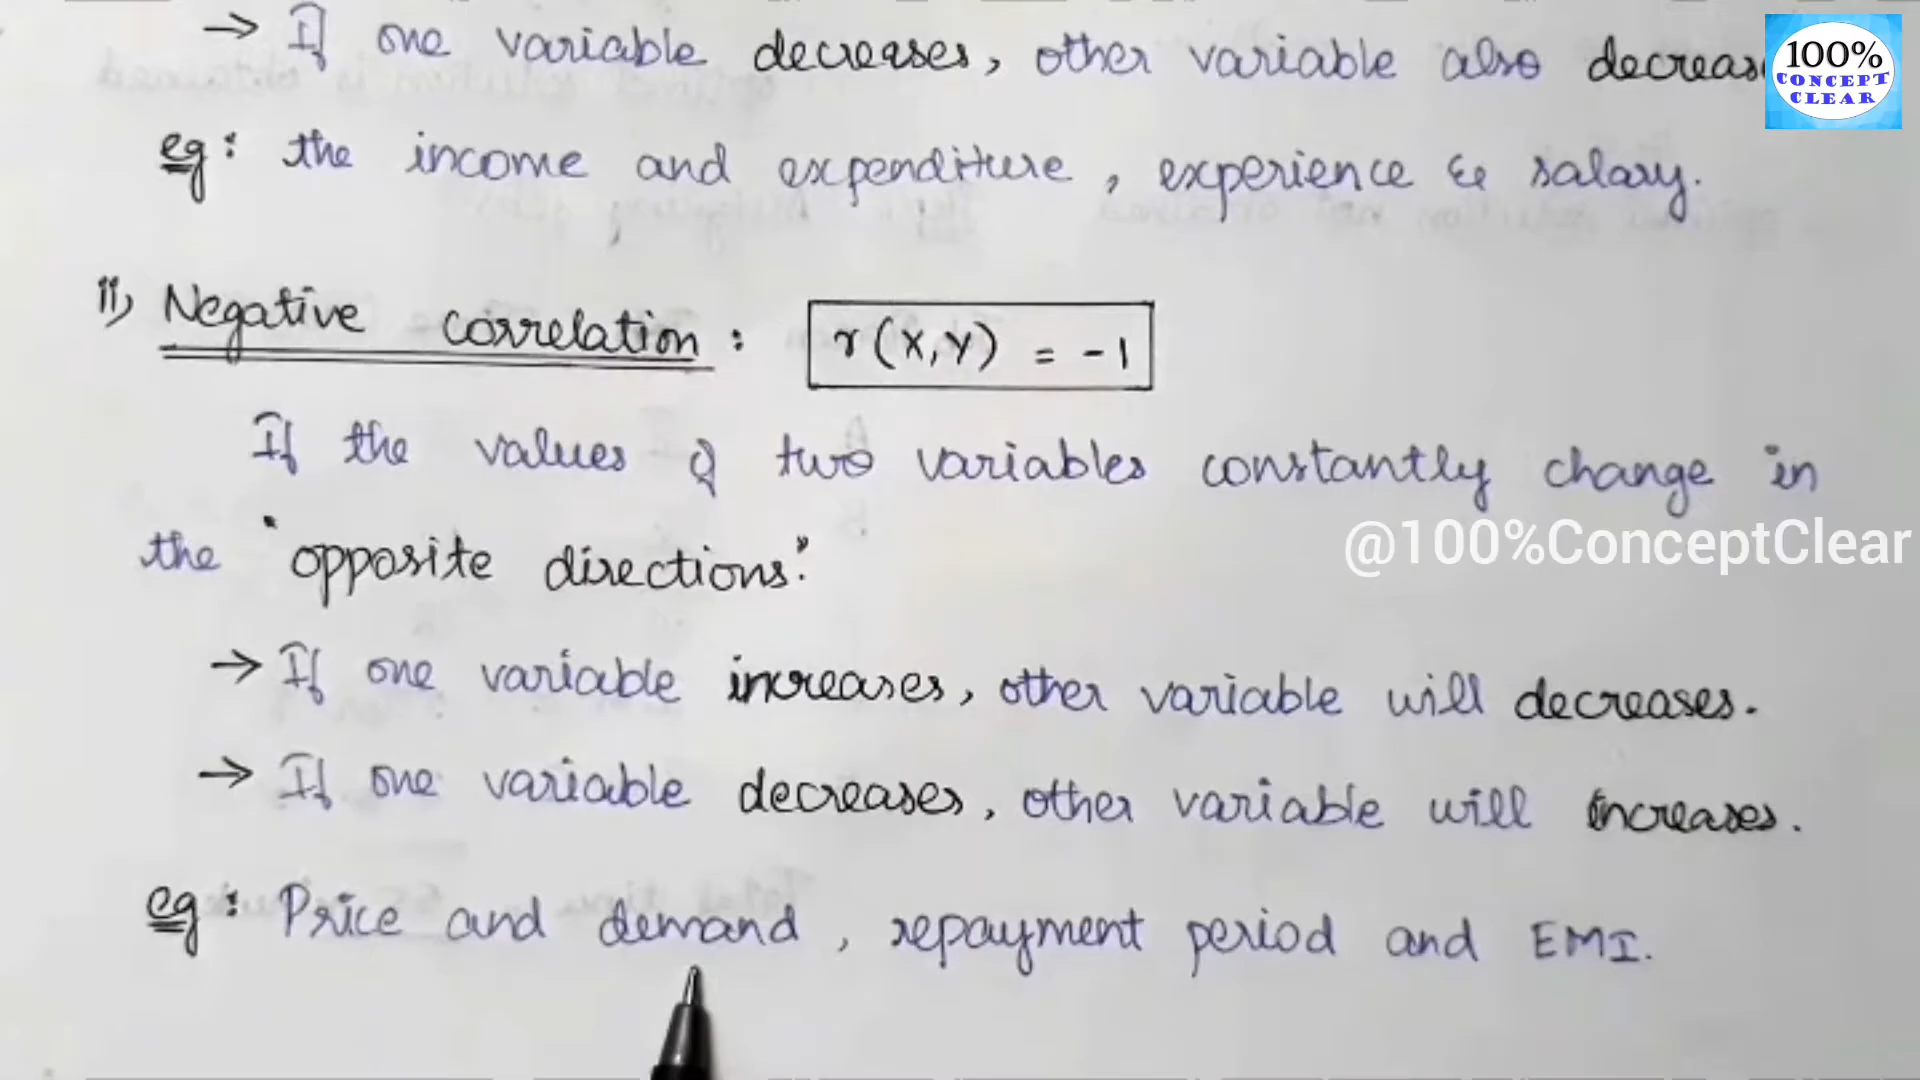 → If one variable decreases, other variable also decreas
100%
CONCEPT
CLEAR
eg: the income and expenditure, experience & salary.
ii) Negative correlation: r(X,Y) = -1
If the values of two variables constantly change in
the "opposite directions."
@100%ConceptClear
→ If one variable increases, other variable will decreases.
→ If one variable decreases, other variable will increases.
eg: Price and demand, repayment period and EMI.